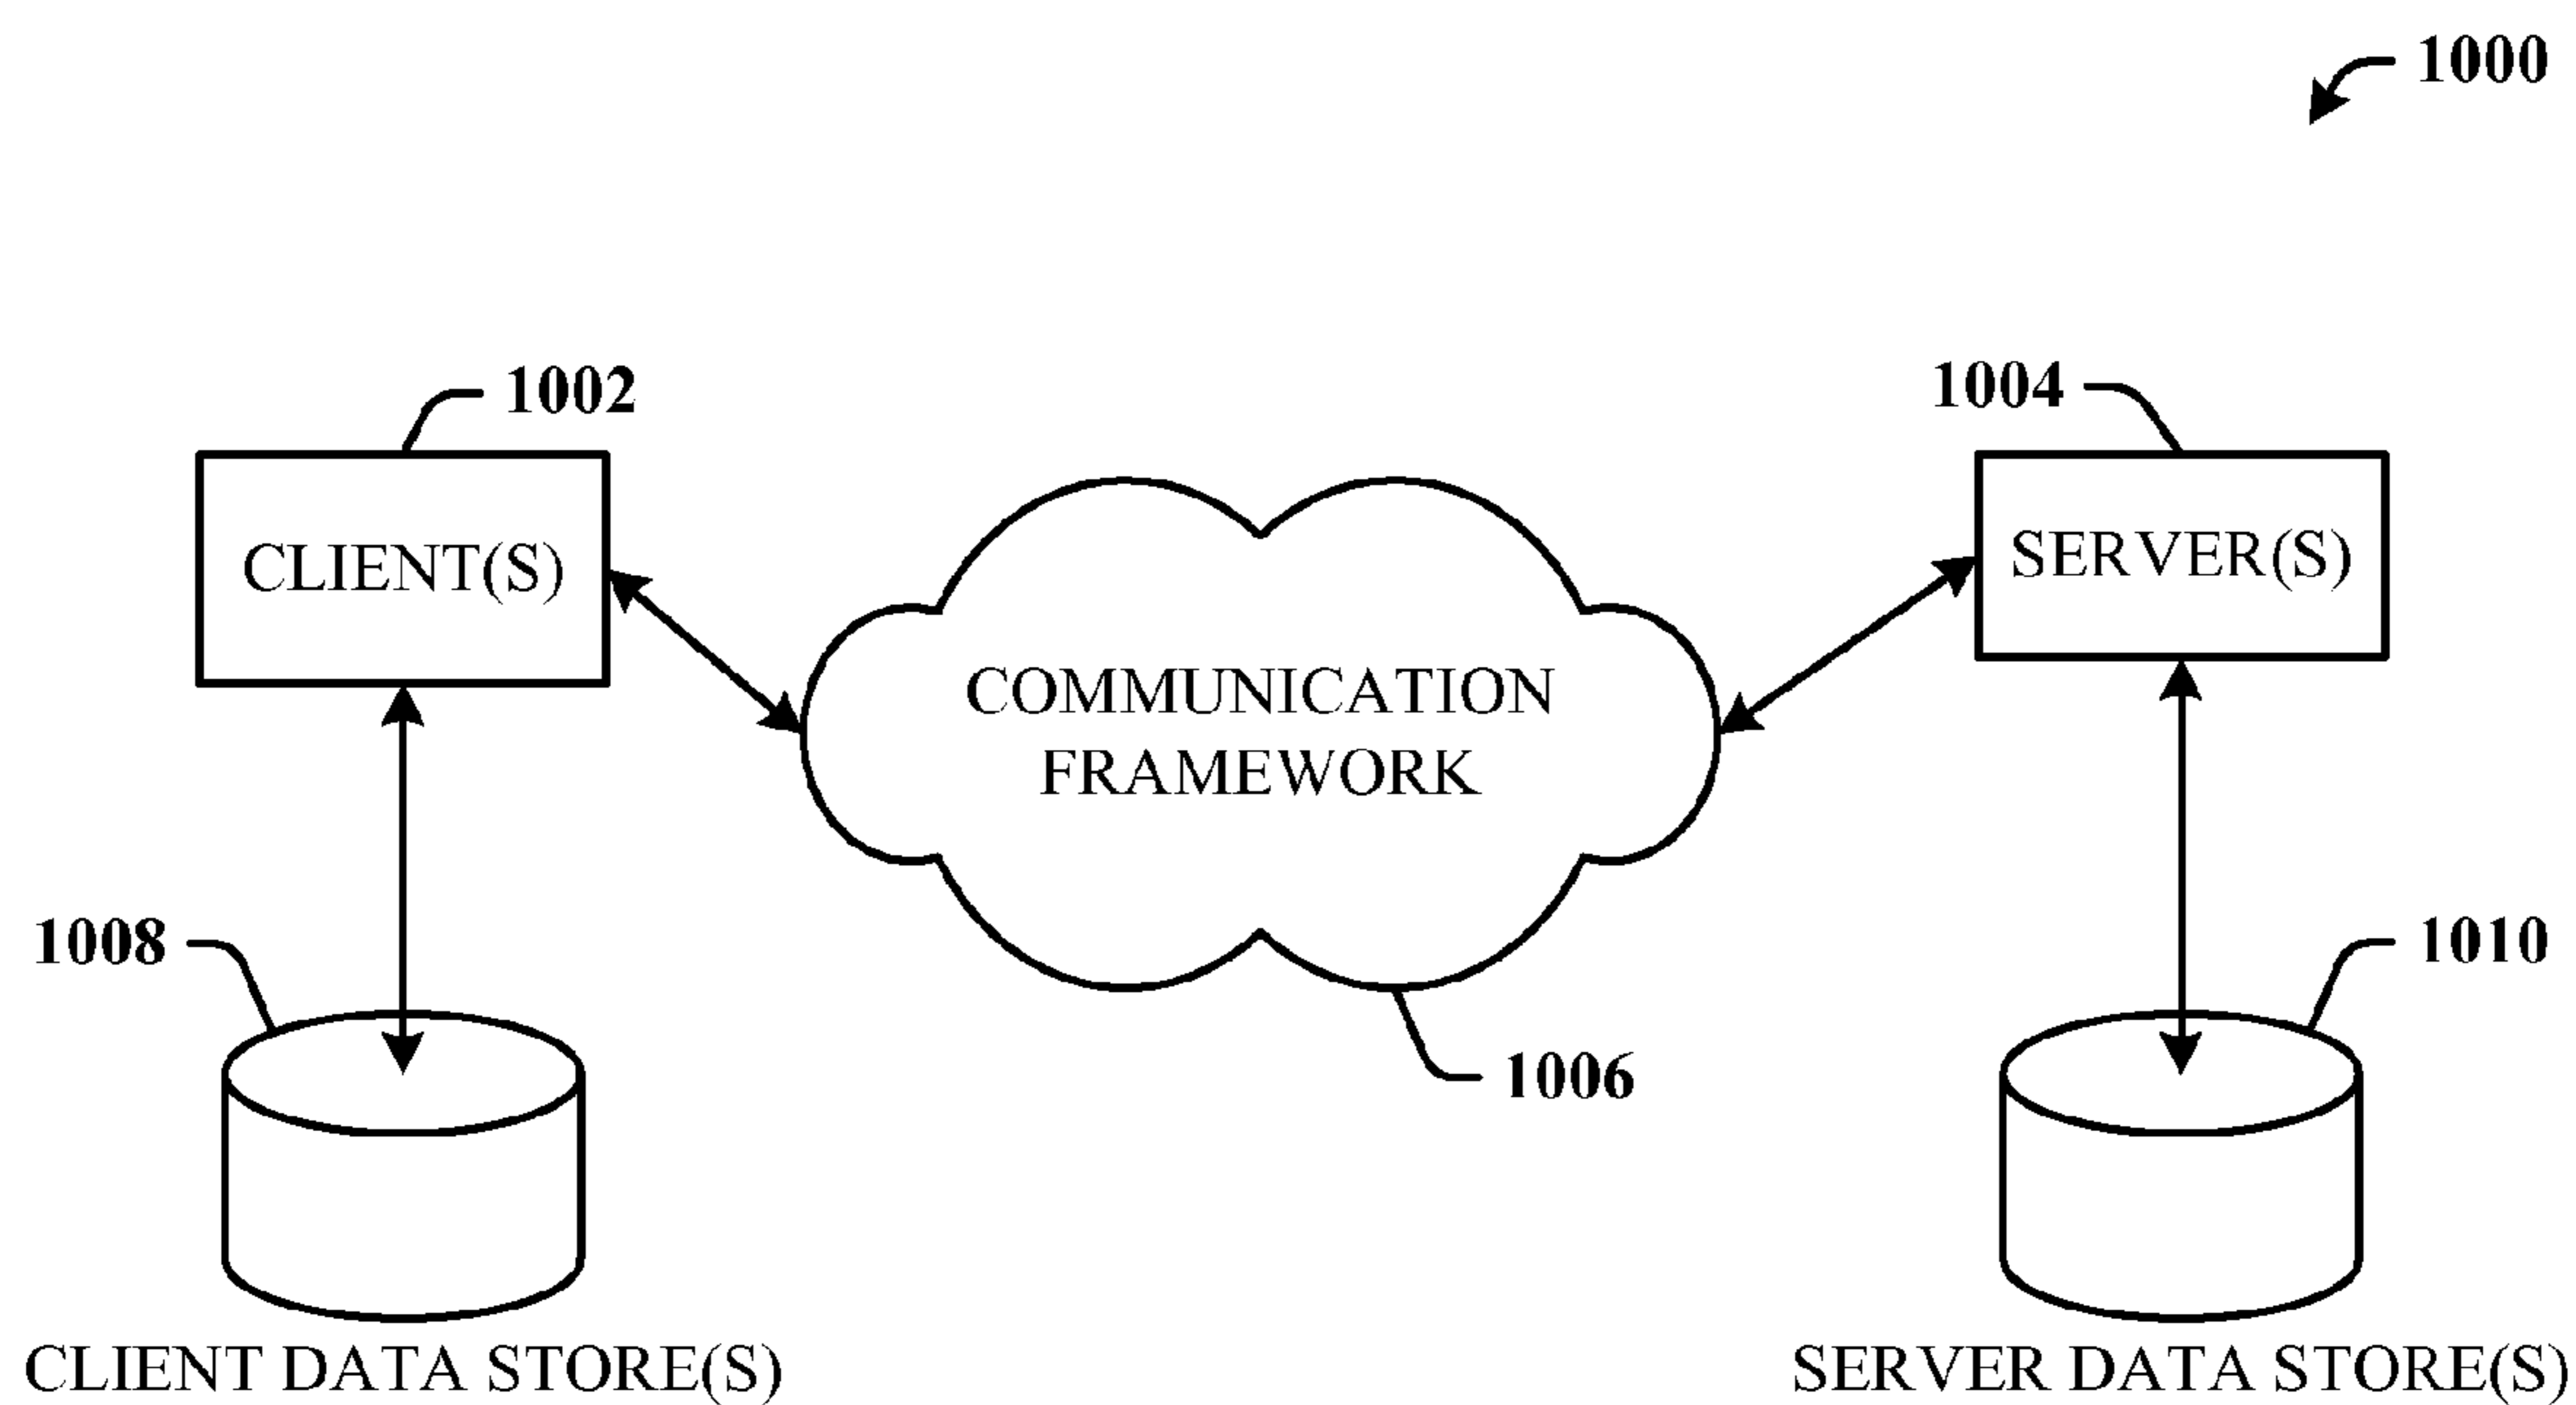 1000
1002
1004
CLIENT(S)
SERVER(S)
COMMUNICATION
FRAMEWORK
1008
1010
1006
CLIENT DATA STORE(S)
SERVER DATA STORE(S)